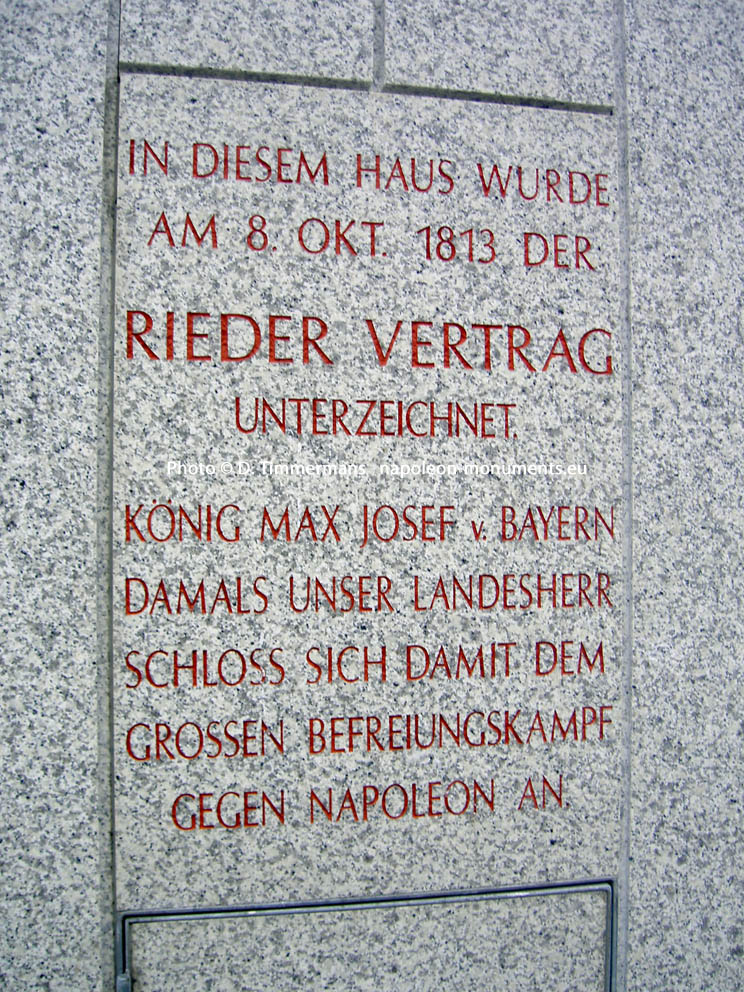 IN DIESEM HAUS WURDE
AM 8. OKT. 1813 DER
RIEDER VERTRAG
UNTERZEICHNET.
Photo © D. Timmermans, napoleon-monuments.eu
KÖNIG MAX JOSEF v. BAYERN
DAMALS UNSER LANDESHERR
SCHLOSS SICH DAMIT DEM
GROSSEN BEFREIUNGSKAMPF
GEGEN NAPOLEON AN.